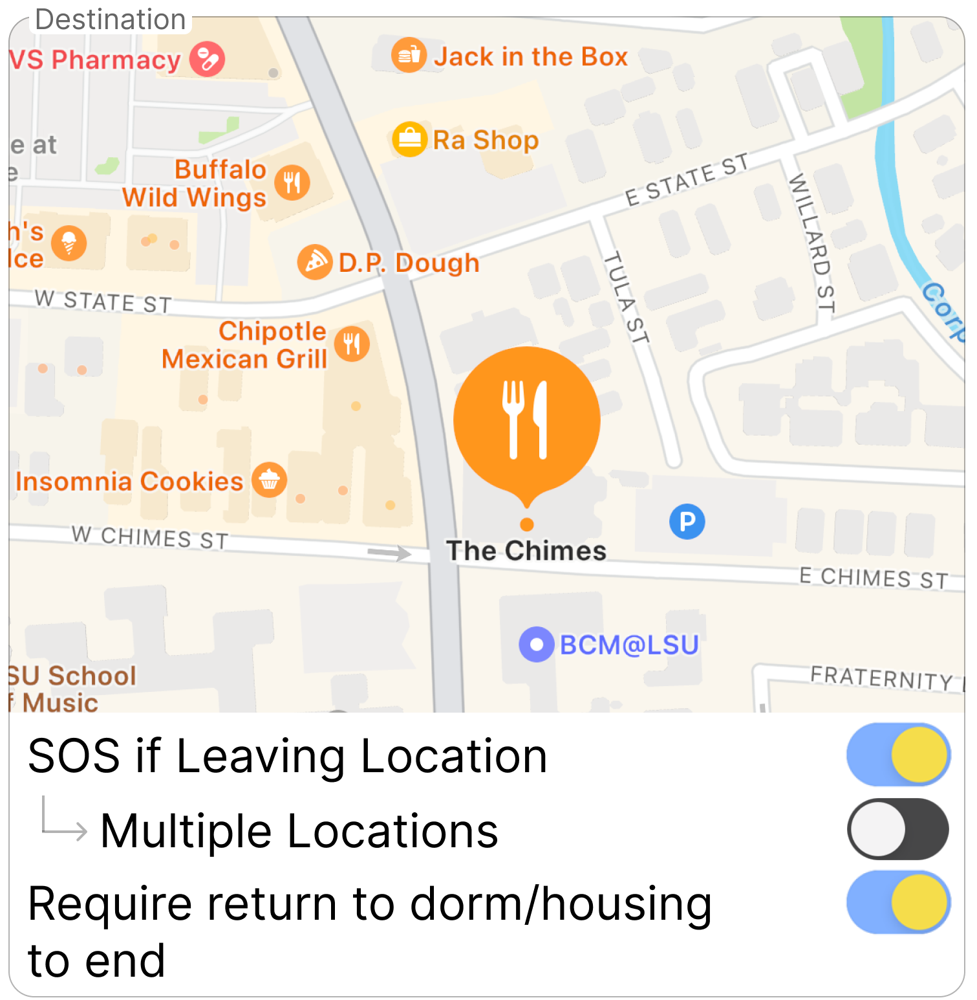 Destination
VS Pharmacy
Jack in the Box
Ra Shop
e at
e
Buffalo
Wild Wings
E STATE ST
WILLARD ST
h's
Ice
D.P. Dough
TULA ST
W STATE ST
Corp
Chipotle
Mexican Grill
Insomnia Cookies
P
W CHIMES ST
The Chimes
E CHIMES ST
BCM@LSU
SU School
f Music
FRATERNITY
SOS if Leaving Location
Multiple Locations
Require return to dorm/housing
to end